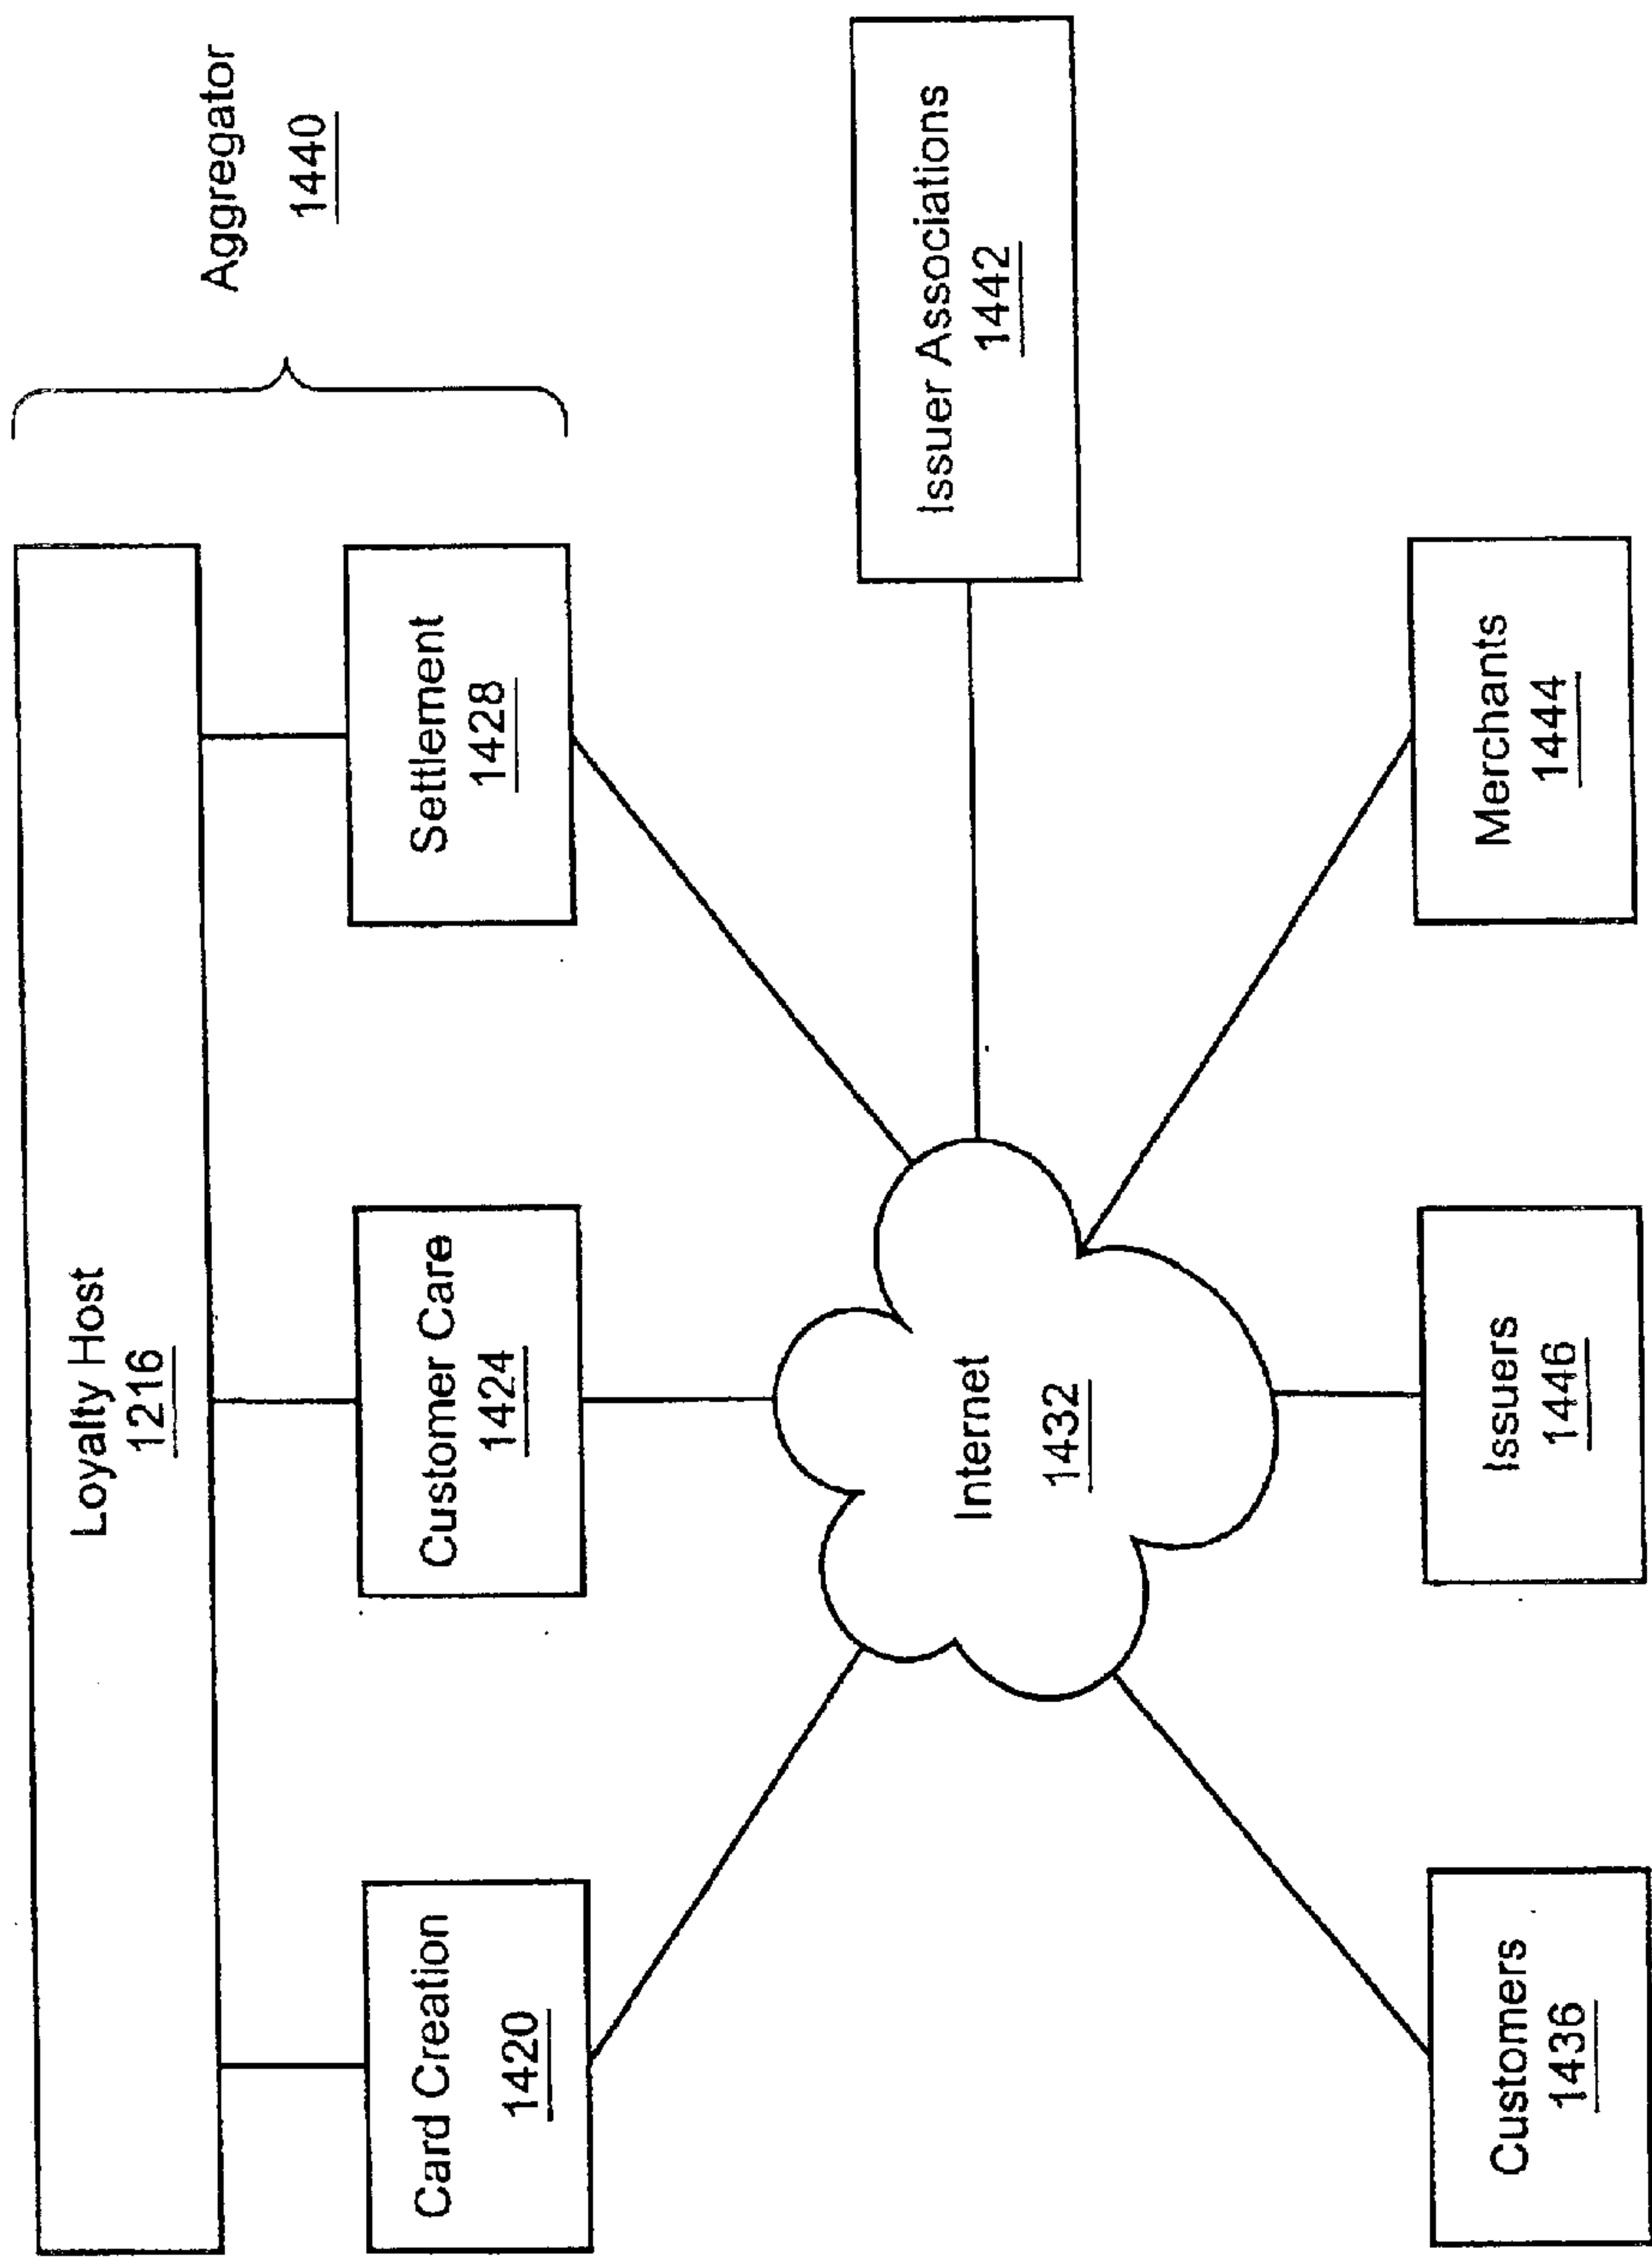 Loyalty Host
1216
Aggregator
1440
Card Creation
1420
Customer Care
1424
Settlement
1428
Internet
1432
Issuer Associations
1442
Customers
1436
Issuers
1446
Merchants
1444